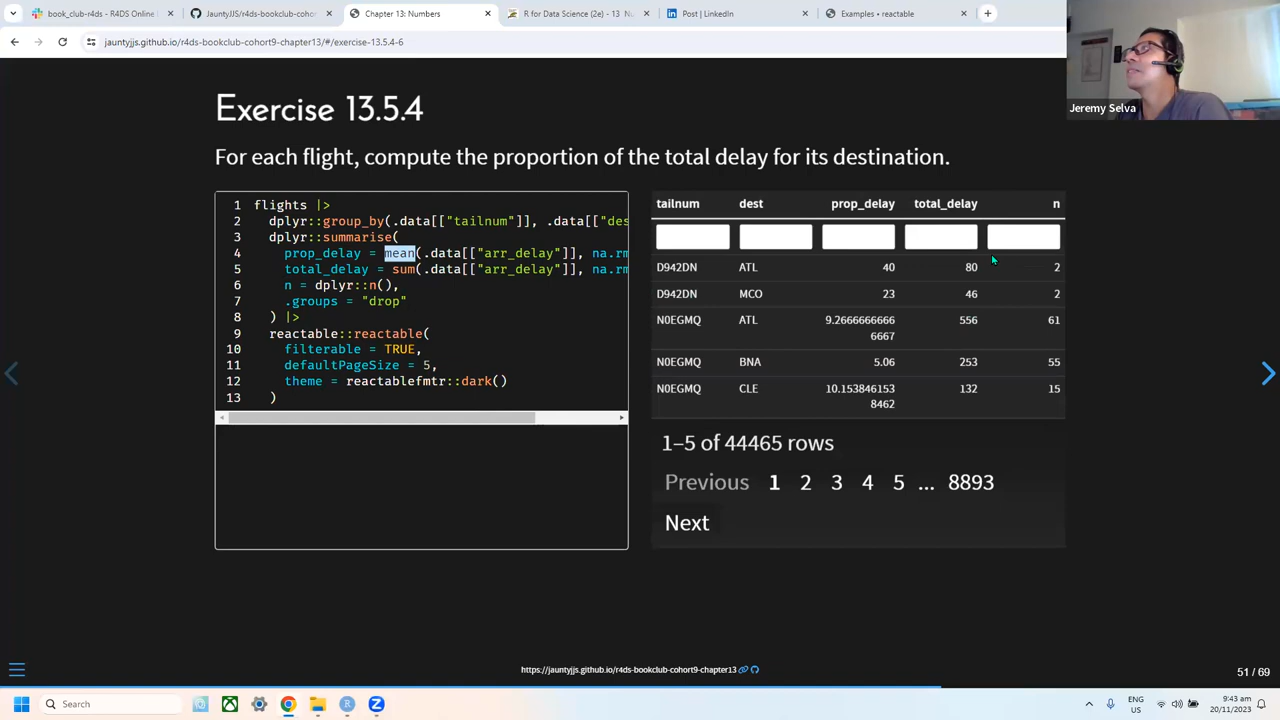 book_club-r4ds - R4DS Online
JauntyJJS/r4ds-bookclub-cohor
Chapter 13: Numbers
R for Data Science (2e) - 13 N
Post | LinkedIn
Examples – reactable
jauntyjjs.github.io/r4ds-bookclub-cohort9-chapter13/#/exercise-13.5.4-6
Jeremy Selva
Exercise 13.5.4
For each flight, compute the proportion of the total delay for its destination.
1 flights |>
2 dplyr::group_by(.data[["tailnum"]], .data[["des
3 dplyr::summarise(
4 prop_delay = mean(.data[["arr_delay"]], na.rm
5 total_delay = sum(.data[["arr_delay"]], na.rm
6 n = dplyr::n(),
7 .groups = "drop"
8 ) |>
9 reactable::reactable(
10 filterable = TRUE,
11 defaultPageSize = 5,
12 theme = reactablefmtr::dark()
13 )
tailnum dest prop_delay total_delay n
D942DN ATL 40 80 2
D942DN MCO 23 46 2
N0EGMQ ATL 9.2666666666 556 61
6667
N0EGMQ BNA 5.06 253 55
N0EGMQ CLE 10.153846153 132 15
8462
1–5 of 44465 rows
Previous 1 2 3 4 5 ... 8893
Next
https://jauntyjjs.github.io/r4ds-bookclub-cohort9-chapter13
51 / 69
Search
ENG
US
9:43 am
20/11/2023